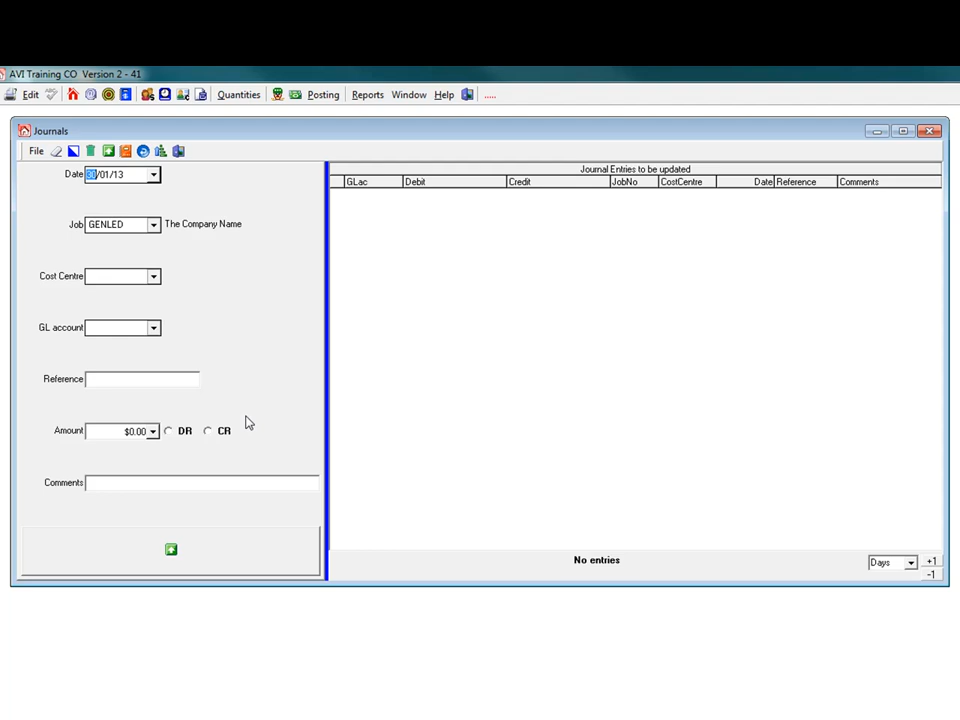 AVI Training CO Version 2 - 41
Edit Quantities Posting Reports Window Help .....
Journals
File
Date 30/01/13
Job GENLED The Company Name
Cost Centre
GL account
Reference
Amount $0.00 DR CR
Comments
Journal Entries to be updated
GLac Debit Credit JobNo CostCentre Date Reference Comments
No entries
Days +1
-1